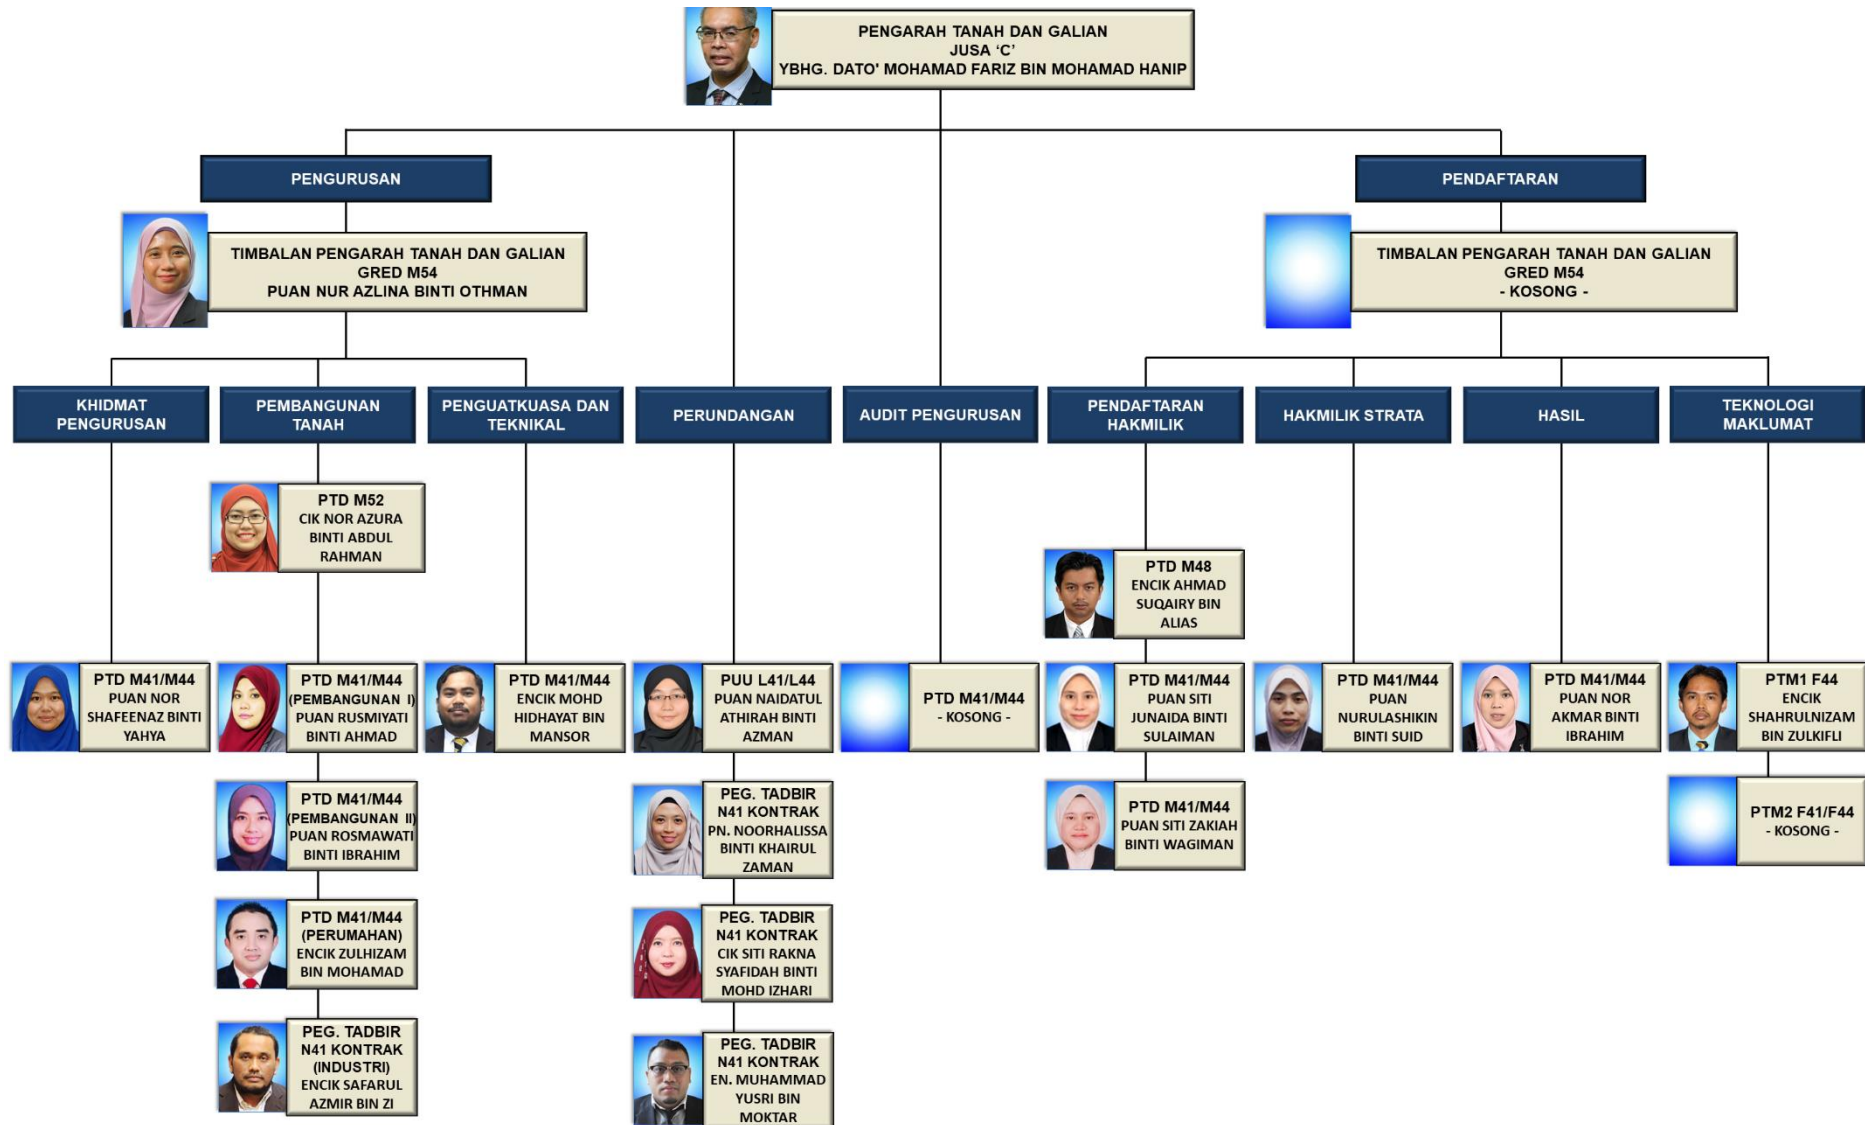 PENGARAH TANAH DAN GALIAN
JUSA ‘C’
YBHG. DATO' MOHAMAD FARIZ BIN MOHAMAD HANIP
PENGURUSAN
PENDAFTARAN
TIMBALAN PENGARAH TANAH DAN GALIAN
GRED M54
PUAN NUR AZLINA BINTI OTHMAN
TIMBALAN PENGARAH TANAH DAN GALIAN
GRED M54
- KOSONG -
KHIDMAT
PENGURUSAN
PEMBANGUNAN
TANAH
PENGUATKUASA DAN
TEKNIKAL
PERUNDANGAN
AUDIT PENGURUSAN
PENDAFTARAN
HAKMILIK
HAKMILIK STRATA
HASIL
TEKNOLOGI
MAKLUMAT
PTD M52
CIK NOR AZURA
BINTI ABDUL
RAHMAN
PTD M48
ENCIK AHMAD
SUQAIRY BIN
ALIAS
PTD M41/M44
PUAN NOR
SHAFEENAZ BINTI
YAHYA
PTD M41/M44
(PEMBANGUNAN I)
PUAN RUSMIYATI
BINTI AHMAD
PTD M41/M44
ENCIK MOHD
HIDHAYAT BIN
MANSOR
PUU L41/L44
PUAN NAIDATUL
ATHIRAH BINTI
AZMAN
PTD M41/M44
- KOSONG -
PTD M41/M44
PUAN SITI
JUNAIDA BINTI
SULAIMAN
PTD M41/M44
PUAN
NURULASHIKIN
BINTI SUID
PTD M41/M44
PUAN NOR
AKMAR BINTI
IBRAHIM
PTM1 F44
ENCIK
SHAHRULNIZAM
BIN ZULKIFLI
PTD M41/M44
(PEMBANGUNAN II)
PUAN ROSMAWATI
BINTI IBRAHIM
PEG. TADBIR
N41 KONTRAK
PN. NOORHALISSA
BINTI KHAIRUL
ZAMAN
PTD M41/M44
PUAN SITI ZAKIAH
BINTI WAGIMAN
PTM2 F41/F44
- KOSONG -
PTD M41/M44
(PERUMAHAN)
ENCIK ZULHIZAM
BIN MOHAMAD
PEG. TADBIR
N41 KONTRAK
CIK SITI RAKNA
SYAFIDAH BINTI
MOHD IZHARI
PEG. TADBIR
N41 KONTRAK
(INDUSTRI)
ENCIK SAFARUL
AZMIR BIN ZI
PEG. TADBIR
N41 KONTRAK
EN. MUHAMMAD
YUSRI BIN
MOKTAR